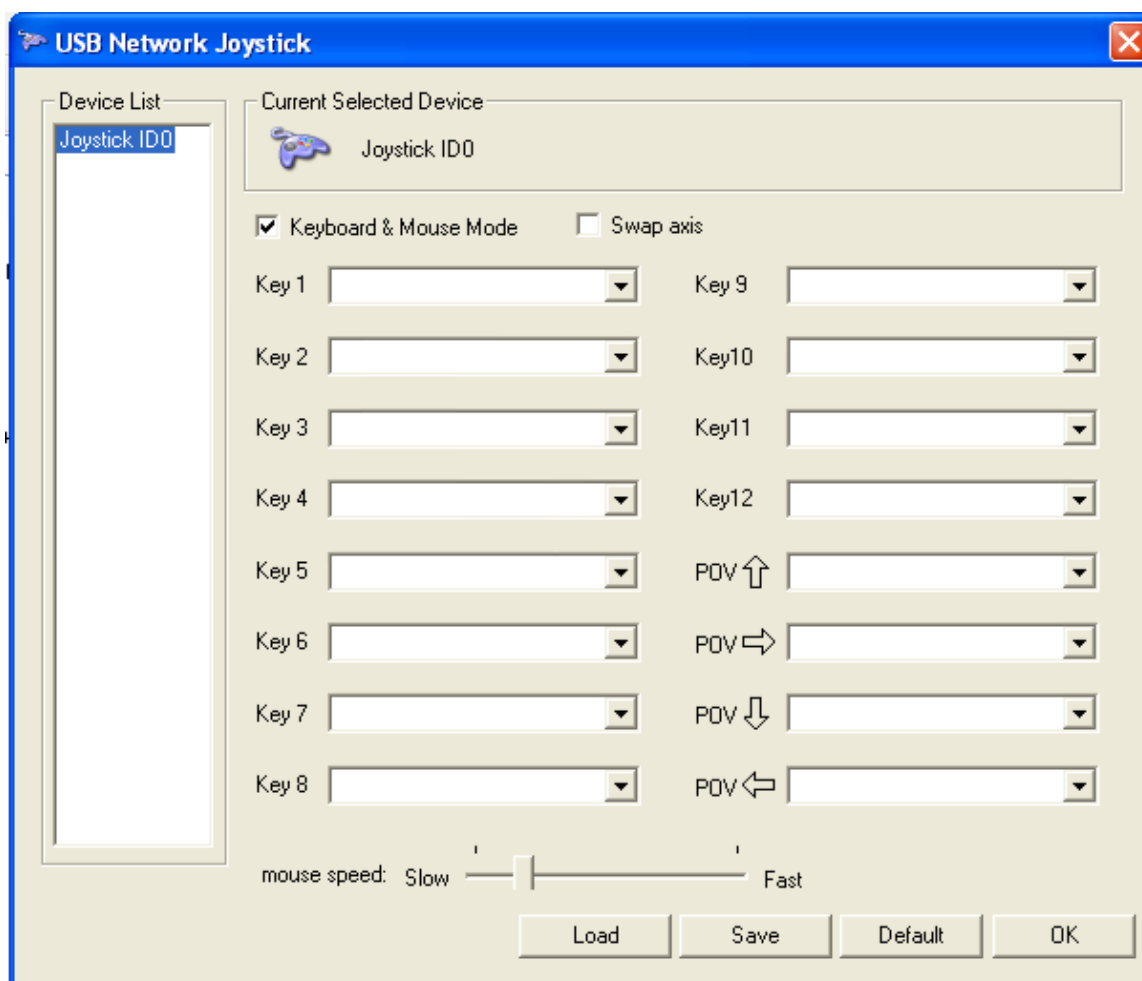 USB Network Joystick
Device List
Joystick ID0
Current Selected Device
Joystick ID0
Keyboard & Mouse Mode
Swap axis
Key 1
Key 9
Key 2
Key10
Key 3
Key11
Key 4
Key12
Key 5
POV
Key 6
POV
Key 7
POV
Key 8
POV
mouse speed: Slow Fast
Load Save Default OK